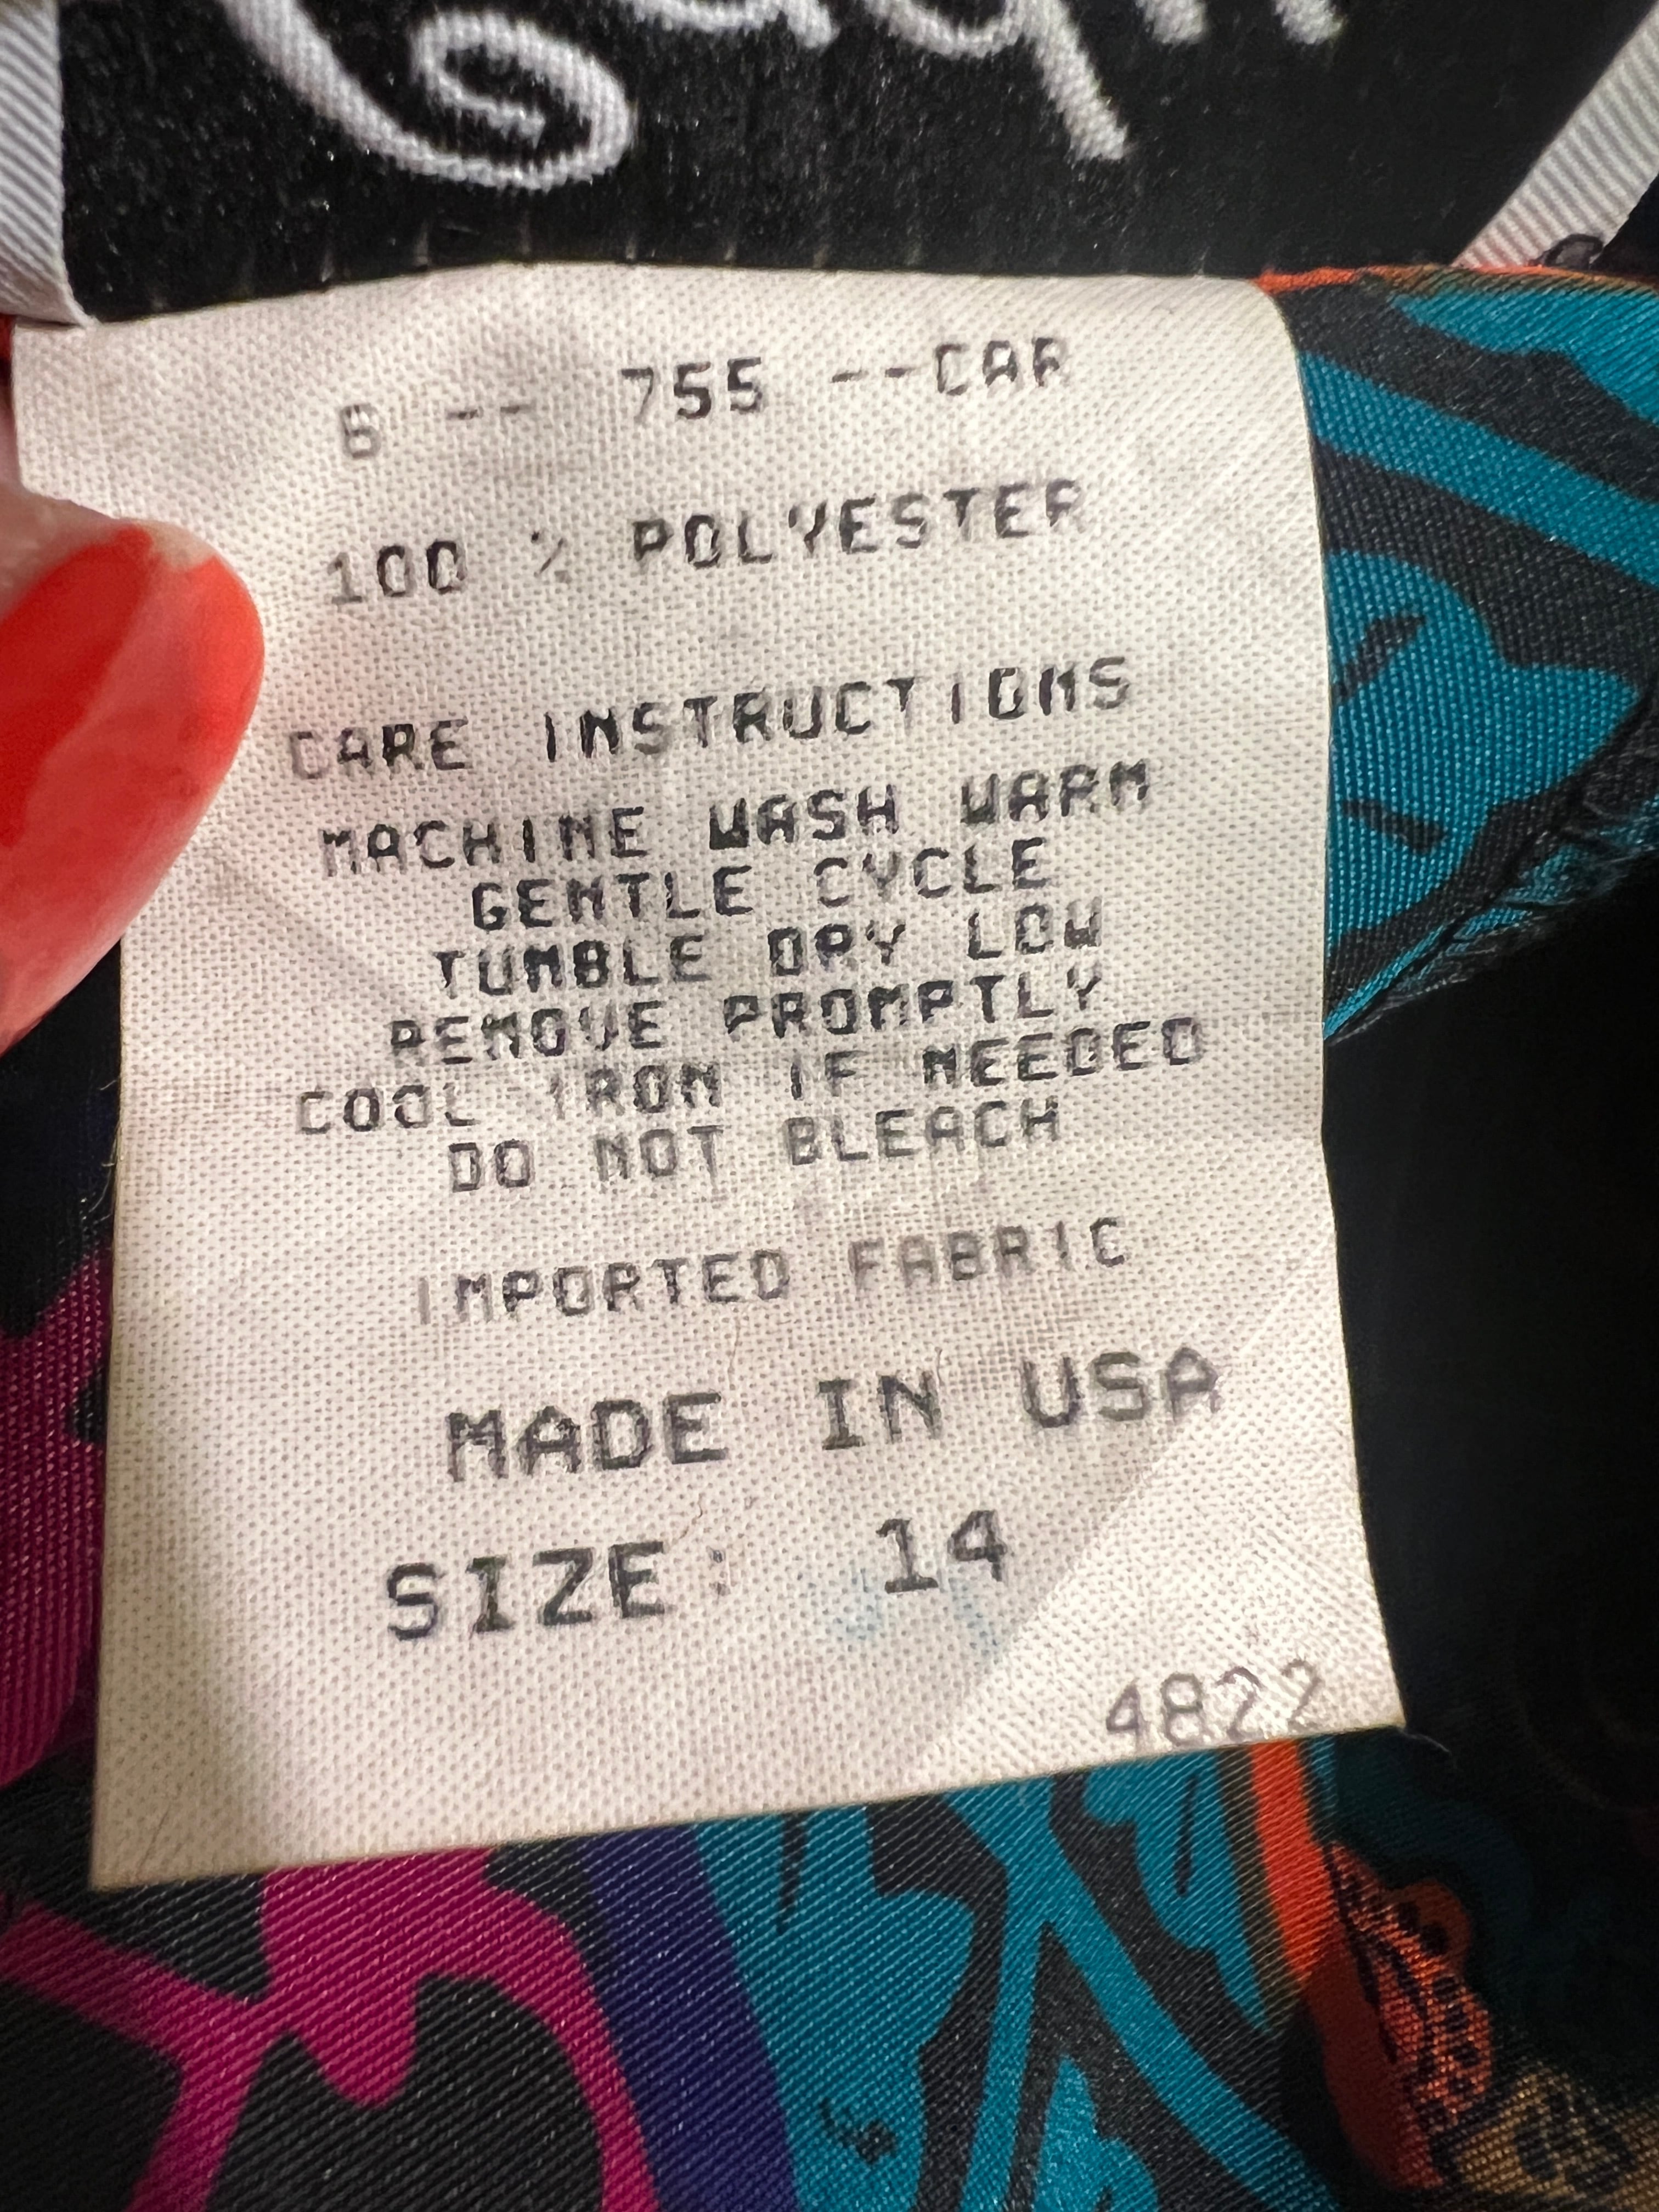 6 -- 755 --CAR
100 % POLYESTER
CARE INSTRUCTIONS
MACHINE WASH WARM
GENTLE CYCLE
TUMBLE DRY LOW
REMOVE PROMPTLY
COOL IRON IF NEEDED
DO NOT BLEACH
IMPORTED FABRIC
MADE IN USA
SIZE: 14
4822